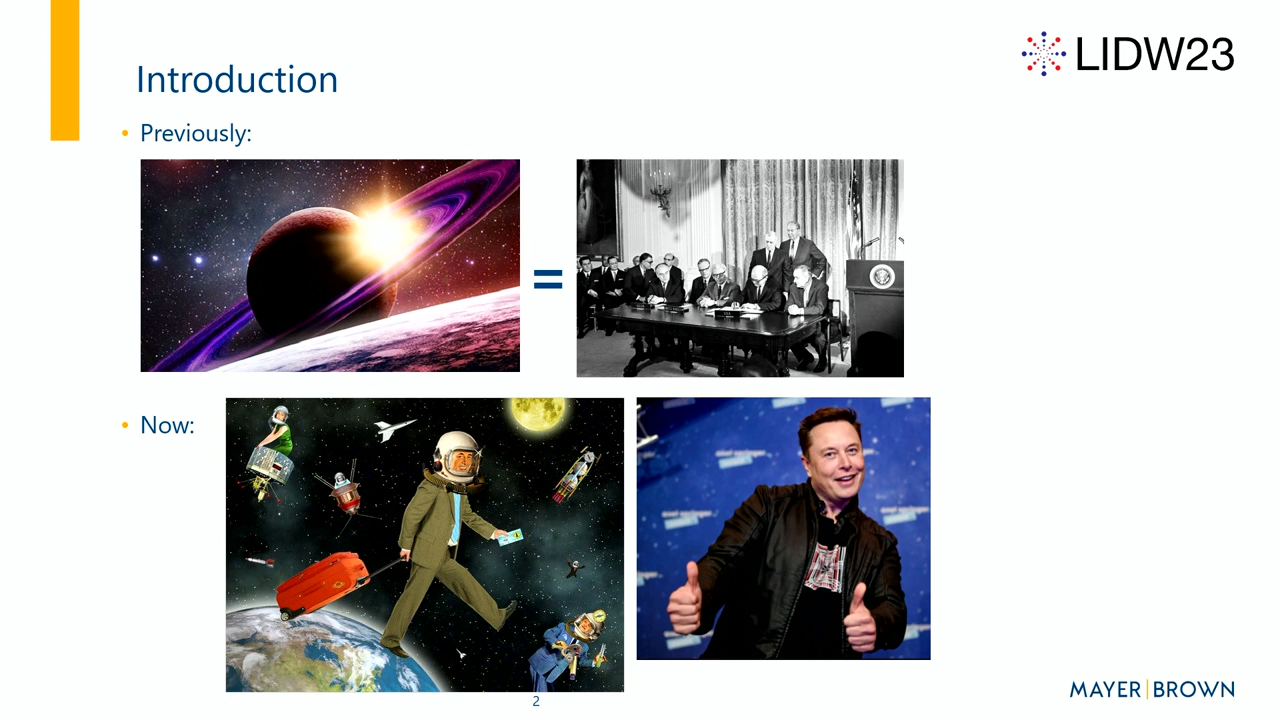 LIDW23
Introduction
• Previously:
=
• Now:
2
MAYER|BROWN